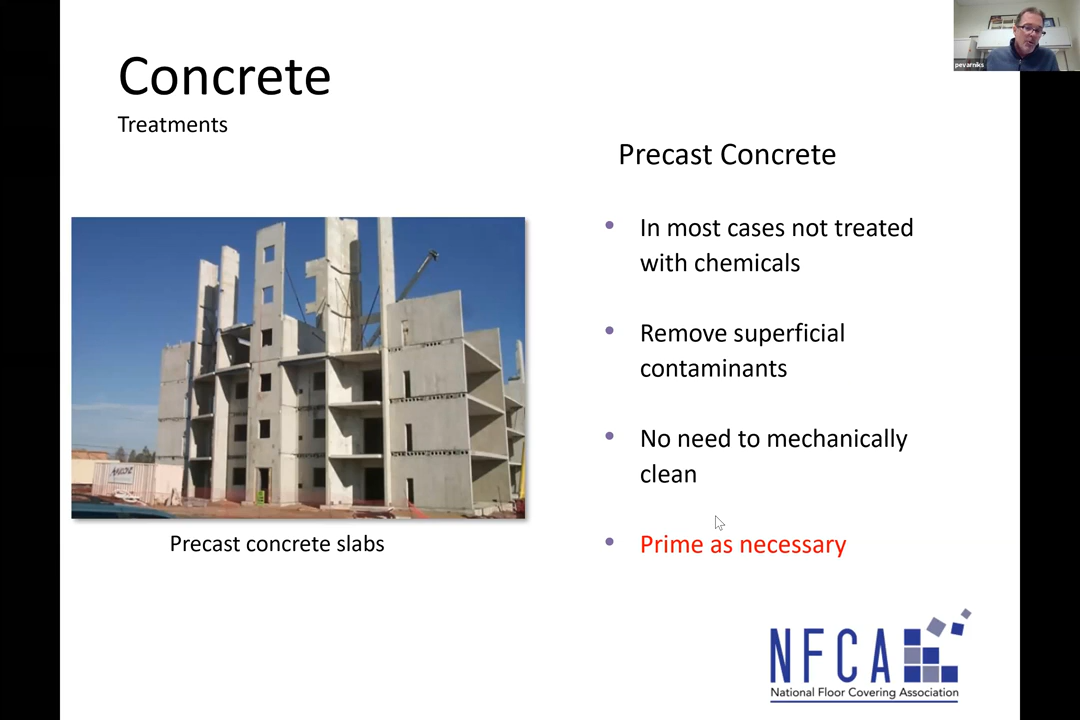 pevarniks
Concrete
Treatments
Precast Concrete
• In most cases not treated
with chemicals
• Remove superficial
contaminants
• No need to mechanically
clean
• Prime as necessary
Precast concrete slabs
NFCA
National Floor Covering Association